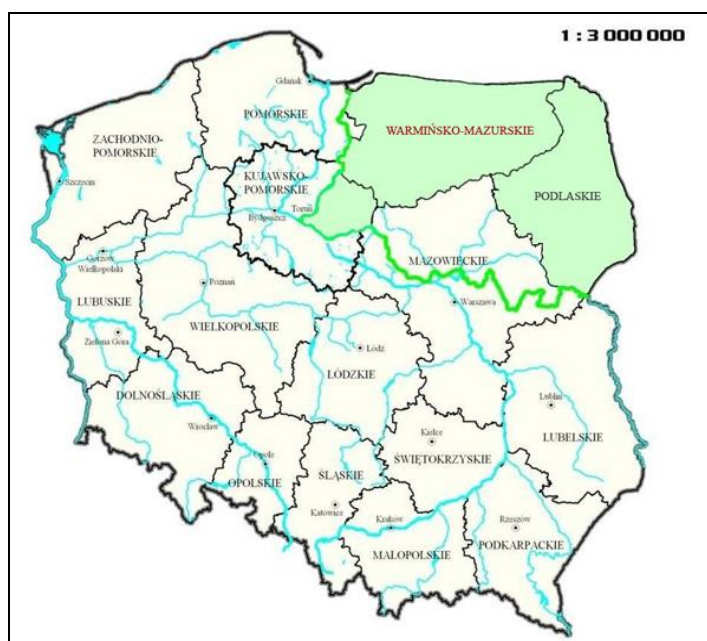 1 : 3 000 000
Gdańsk
POMORSKIE
WARMIŃSKO-MAZURSKIE
ZACHODNIO-
POMORSKIE
KUJAWSKO-
POMORSKIE
Szczecin
PODLASKIE
Toruń
Bydgoszcz
Gorzów
Wielkopolski
MAZOWIECKIE
Poznań
LUBUSKIE
Warszawa
WIELKOPOLSKIE
Zielona Góra
Łódź
ŁÓDZKIE
DOLNOŚLĄSKIE
Lublin
Wrocław
Kielce
LUBELSKIE
Opole
ŚWIĘTOKRZYSKIE
ŚLĄSKIE
OPOLSKIE
Katowice
Kraków
Rzeszów
PODKARPACKIE
MAŁOPOLSKIE